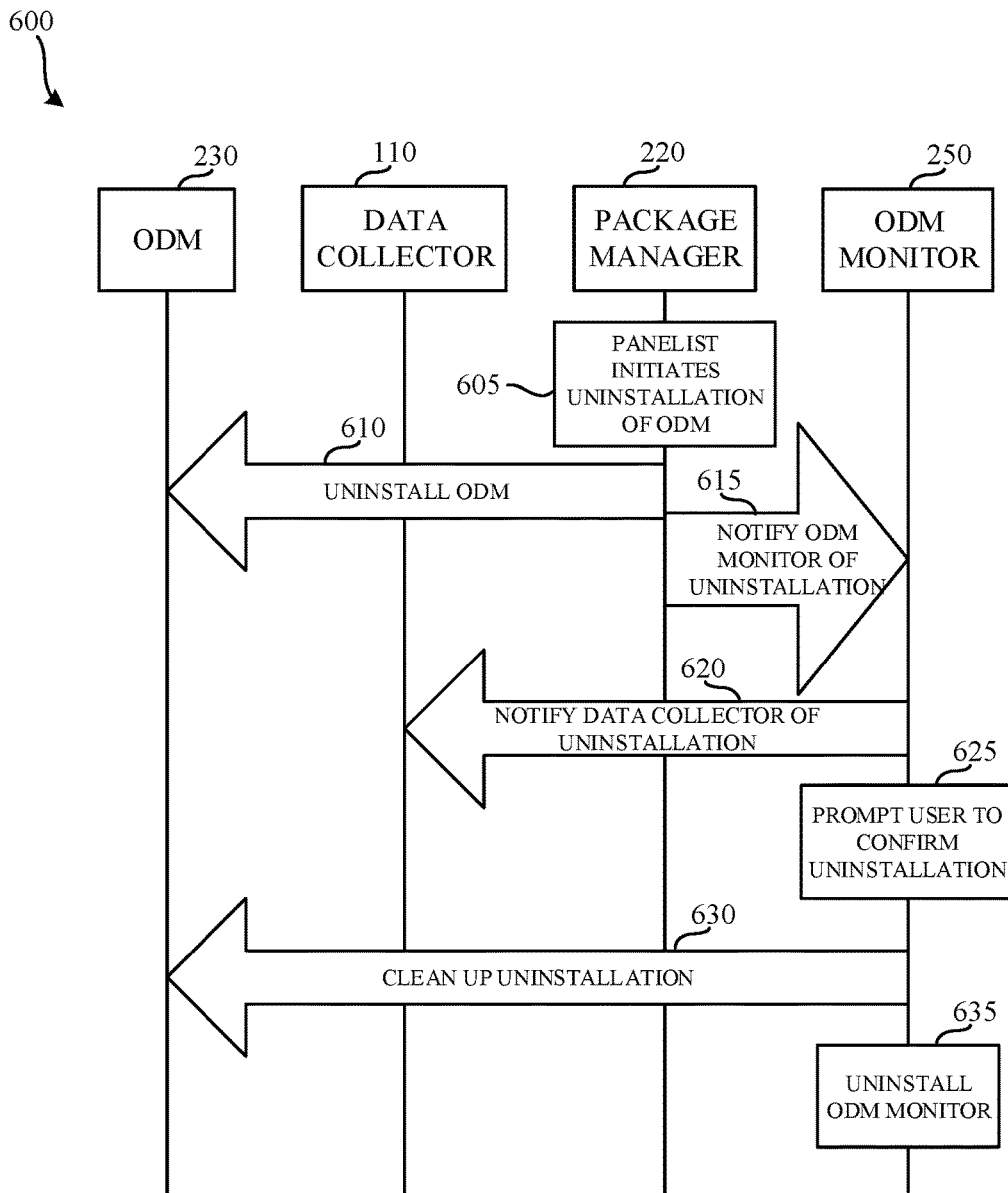 600
230
110
220
250
ODM
DATA
COLLECTOR
PACKAGE
MANAGER
ODM
MONITOR
605
PANELIST
INITIATES
UNINSTALLATION
OF ODM
610
UNINSTALL ODM
615
NOTIFY ODM
MONITOR OF
UNINSTALLATION
620
NOTIFY DATA COLLECTOR OF
UNINSTALLATION
625
PROMPT USER TO
CONFIRM
UNINSTALLATION
630
CLEAN UP UNINSTALLATION
635
UNINSTALL
ODM MONITOR